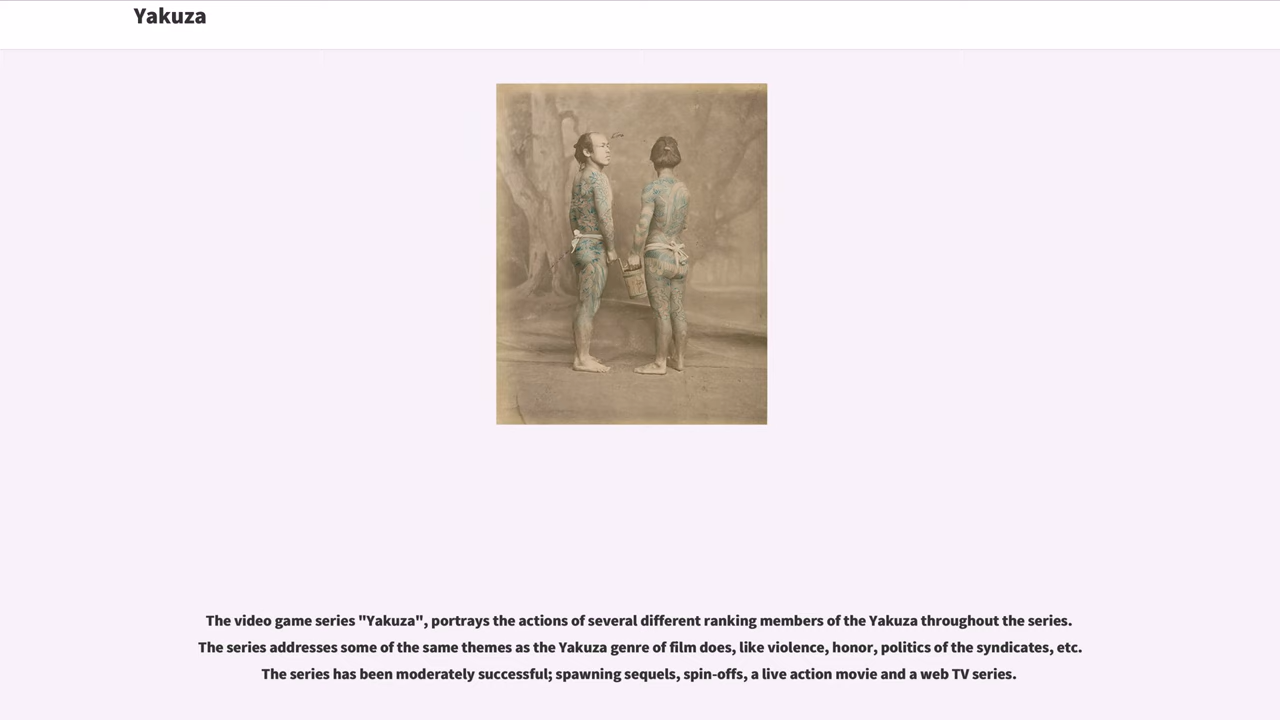 Yakuza
The video game series "Yakuza", portrays the actions of several different ranking members of the Yakuza throughout the series.
The series addresses some of the same themes as the Yakuza genre of film does, like violence, honor, politics of the syndicates, etc.
The series has been moderately successful; spawning sequels, spin-offs, a live action movie and a web TV series.